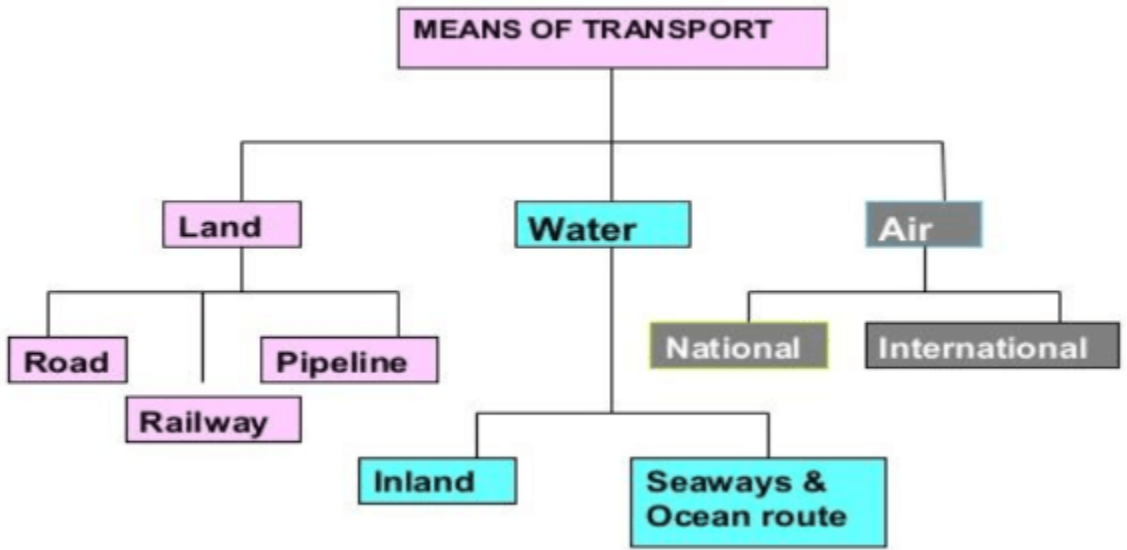 MEANS OF TRANSPORT
Land
Water
Air
Road
Pipeline
National
International
Railway
Inland
Seaways &
Ocean route